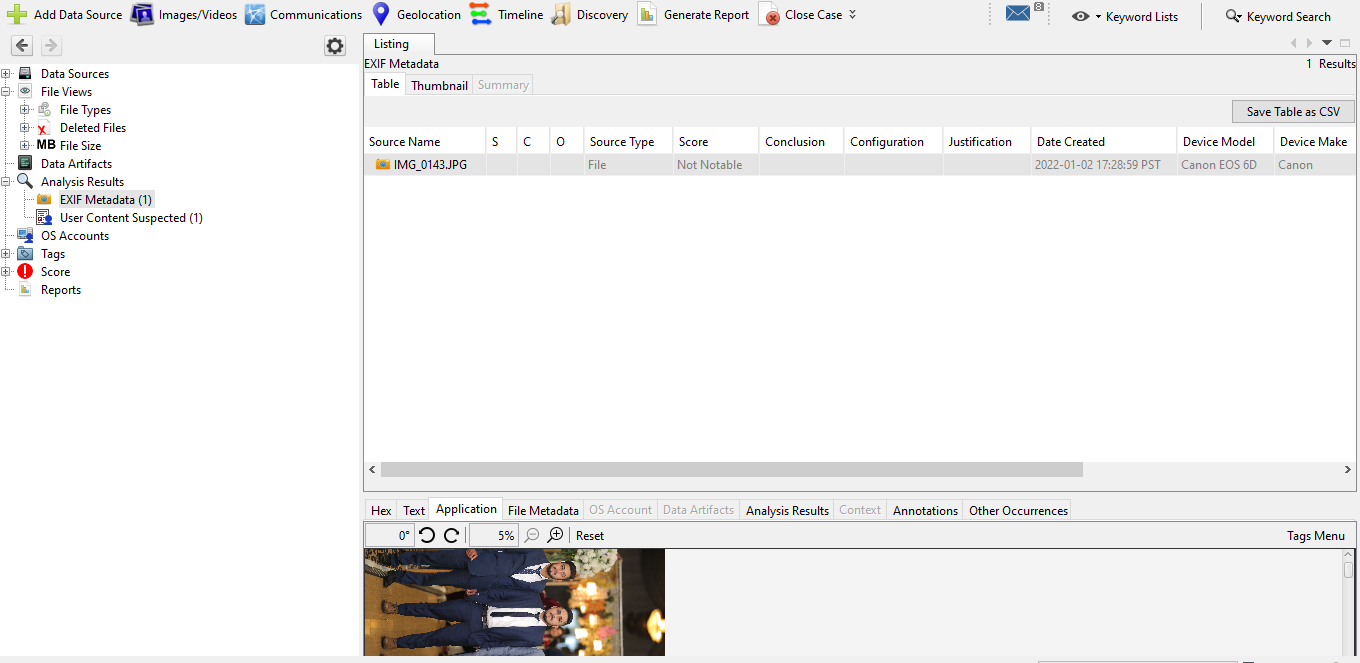 Add Data Source Images/Videos Communications Geolocation Timeline Discovery Generate Report Close Case 8 Keyword Lists Keyword Search
Listing
EXIF Metadata 1 Results
Table Thumbnail Summary
Save Table as CSV
Source Name S C O Source Type Score Conclusion Configuration Justification Date Created Device Model Device Make
IMG_0143.JPG File Not Notable 2022-01-02 17:28:59 PST Canon EOS 6D Canon
Data Sources
File Views
File Types
Deleted Files
MB File Size
Data Artifacts
Analysis Results
EXIF Metadata (1)
User Content Suspected (1)
OS Accounts
Tags
Score
Reports
Hex Text Application File Metadata OS Account Data Artifacts Analysis Results Context Annotations Other Occurrences
0° 5% Reset Tags Menu